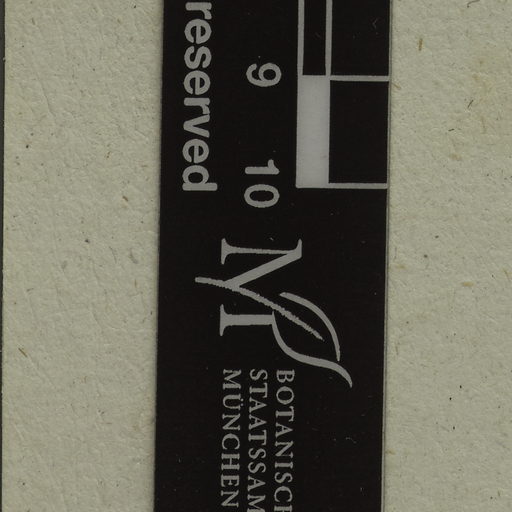 reserved
9 10
M
BOTANISCH
STAATSSAM
MÜNCHEN